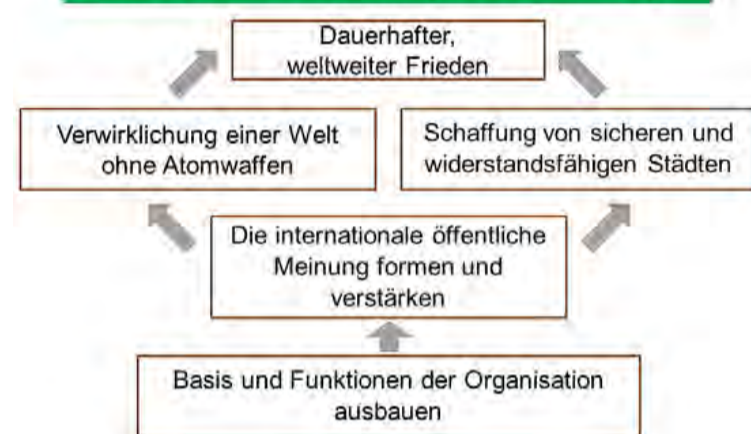 Dauerhafter,
weltweiter Frieden
Verwirklichung einer Welt
ohne Atomwaffen
Schaffung von sicheren und
widerstandsfähigen Städten
Die internationale öffentliche
Meinung formen und
verstärken
Basis und Funktionen der Organisation
ausbauen